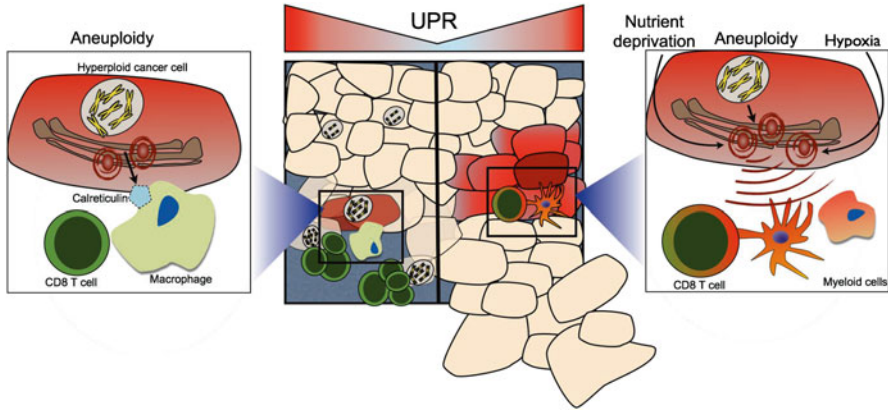 UPR
Aneuploidy
Hyperploid cancer cell
Calreticulin
CD8 T cell
Macrophage
Nutrient
deprivation
Aneuploidy
Hypoxia
CD8 T cell
Myeloid cells